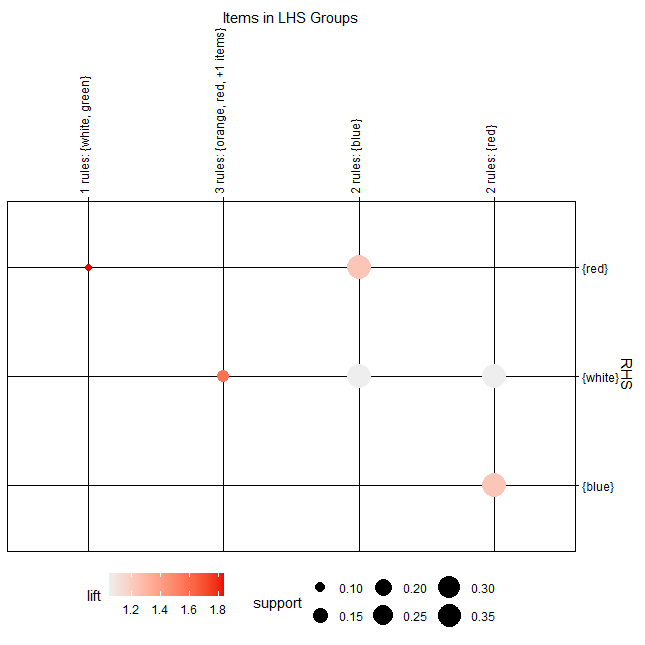 Items in LHS Groups
1 rules: {white, green}
3 rules: {orange, red, +1 items}
2 rules: {blue}
2 rules: {red}
{red}
{white}
{blue}
RHS
lift
1.2 1.4 1.6 1.8
support
0.10 0.20 0.30
0.15 0.25 0.35